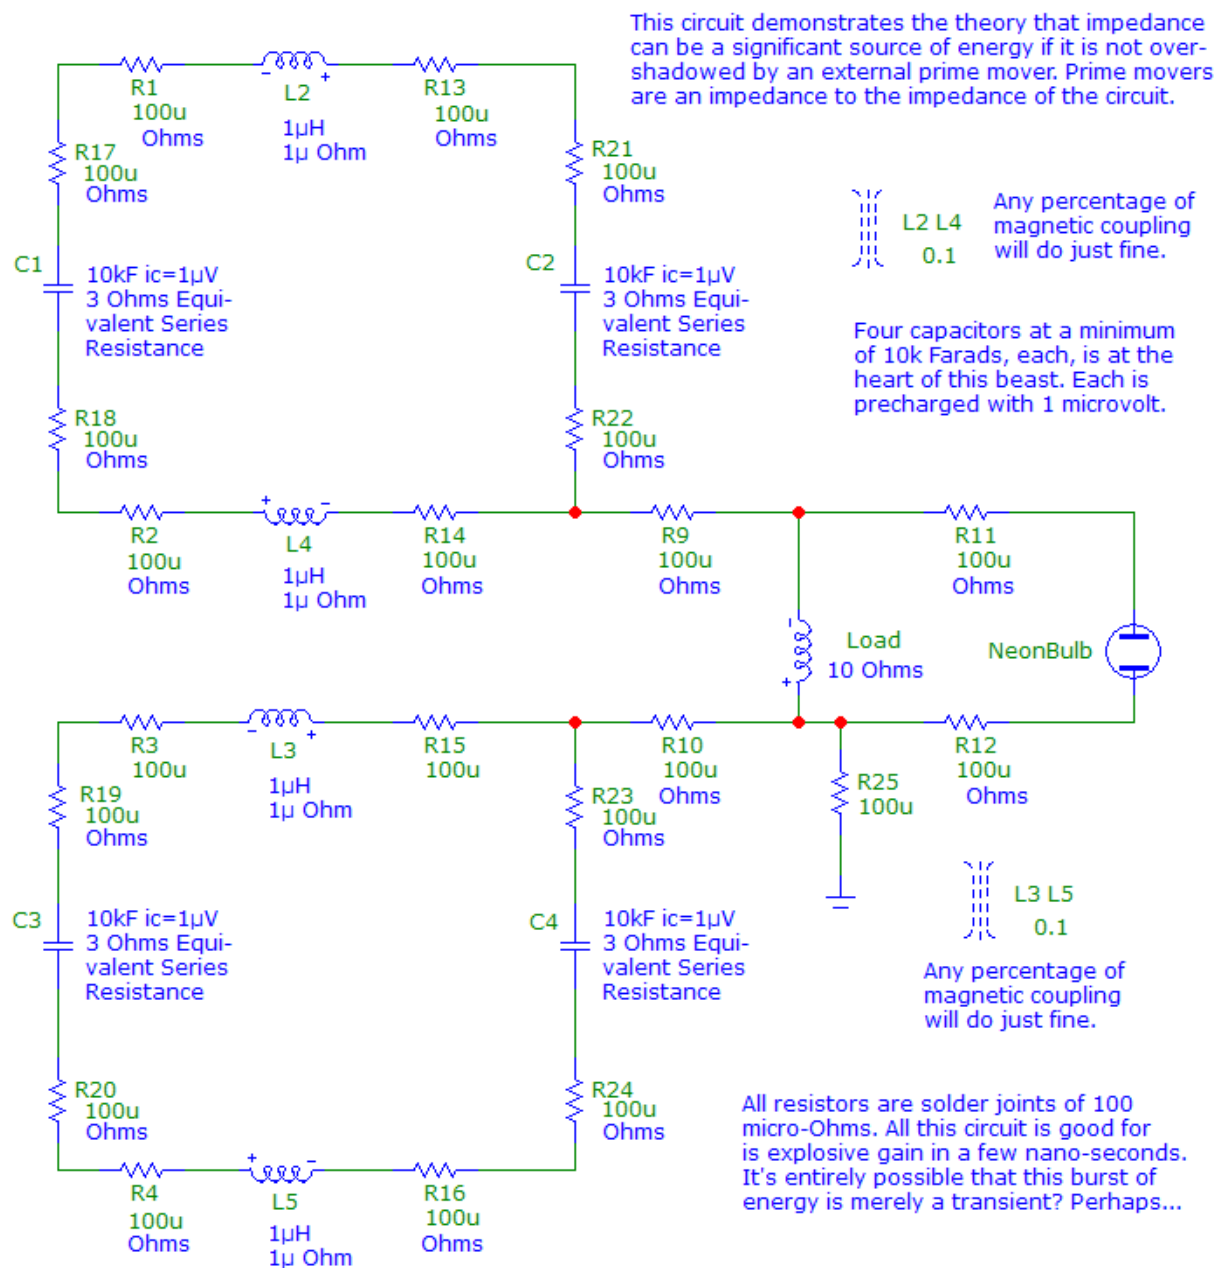 This circuit demonstrates the theory that impedance
can be a significant source of energy if it is not over-
shadowed by an external prime mover. Prime movers
are an impedance to the impedance of the circuit.
R1
100u
Ohms
L2
1µH
1µ Ohm
R13
100u
Ohms
R17
100u
Ohms
R21
100u
Ohms
L2 L4
0.1
Any percentage of
magnetic coupling
will do just fine.
C1
10kF ic=1µV
3 Ohms Equi-
valent Series
Resistance
C2
10kF ic=1µV
3 Ohms Equi-
valent Series
Resistance
Four capacitors at a minimum
of 10k Farads, each, is at the
heart of this beast. Each is
precharged with 1 microvolt.
R18
100u
Ohms
R22
100u
Ohms
R2
100u
Ohms
+
-
L4
1µH
1µ Ohm
R14
100u
Ohms
R9
100u
Ohms
R11
100u
Ohms
Load
10 Ohms
NeonBulb
R3
100u
L3
1µH
1µ Ohm
R15
100u
R10
100u
Ohms
R12
100u
Ohms
R25
100u
R19
100u
Ohms
R23
100u
Ohms
L3 L5
0.1
Any percentage of
magnetic coupling
will do just fine.
C3
10kF ic=1µV
3 Ohms Equi-
valent Series
Resistance
C4
10kF ic=1µV
3 Ohms Equi-
valent Series
Resistance
R20
100u
Ohms
R24
100u
Ohms
R4
100u
Ohms
L5
1µH
1µ Ohm
R16
100u
Ohms
All resistors are solder joints of 100
micro-Ohms. All this circuit is good for
is explosive gain in a few nano-seconds.
It's entirely possible that this burst of
energy is merely a transient? Perhaps...